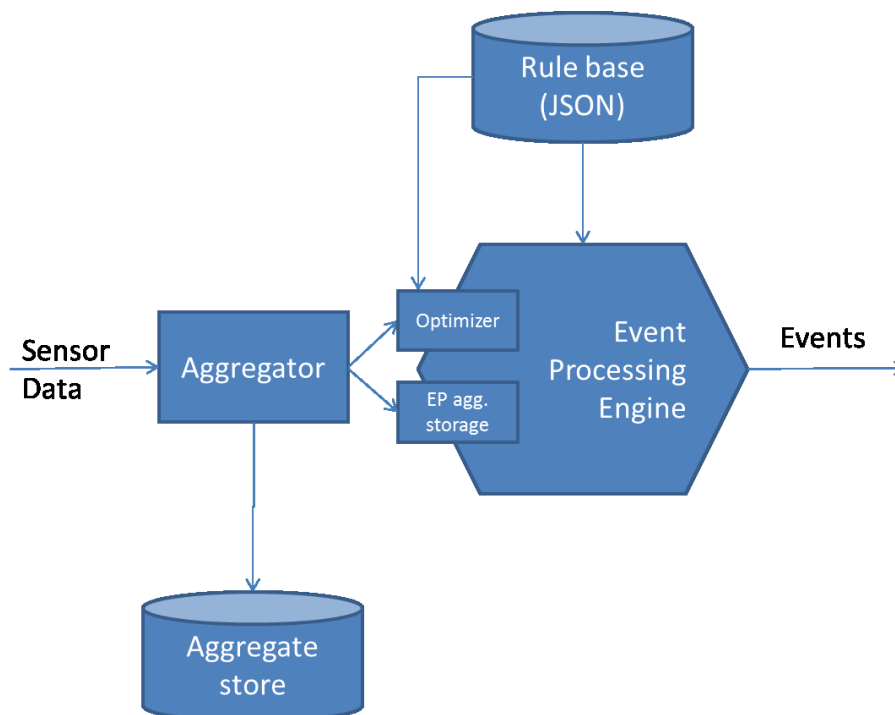 Rule base
(JSON)
Optimizer
Sensor
Data
Aggregator
EP agg.
storage
Event
Processing
Engine
Events
Aggregate
store